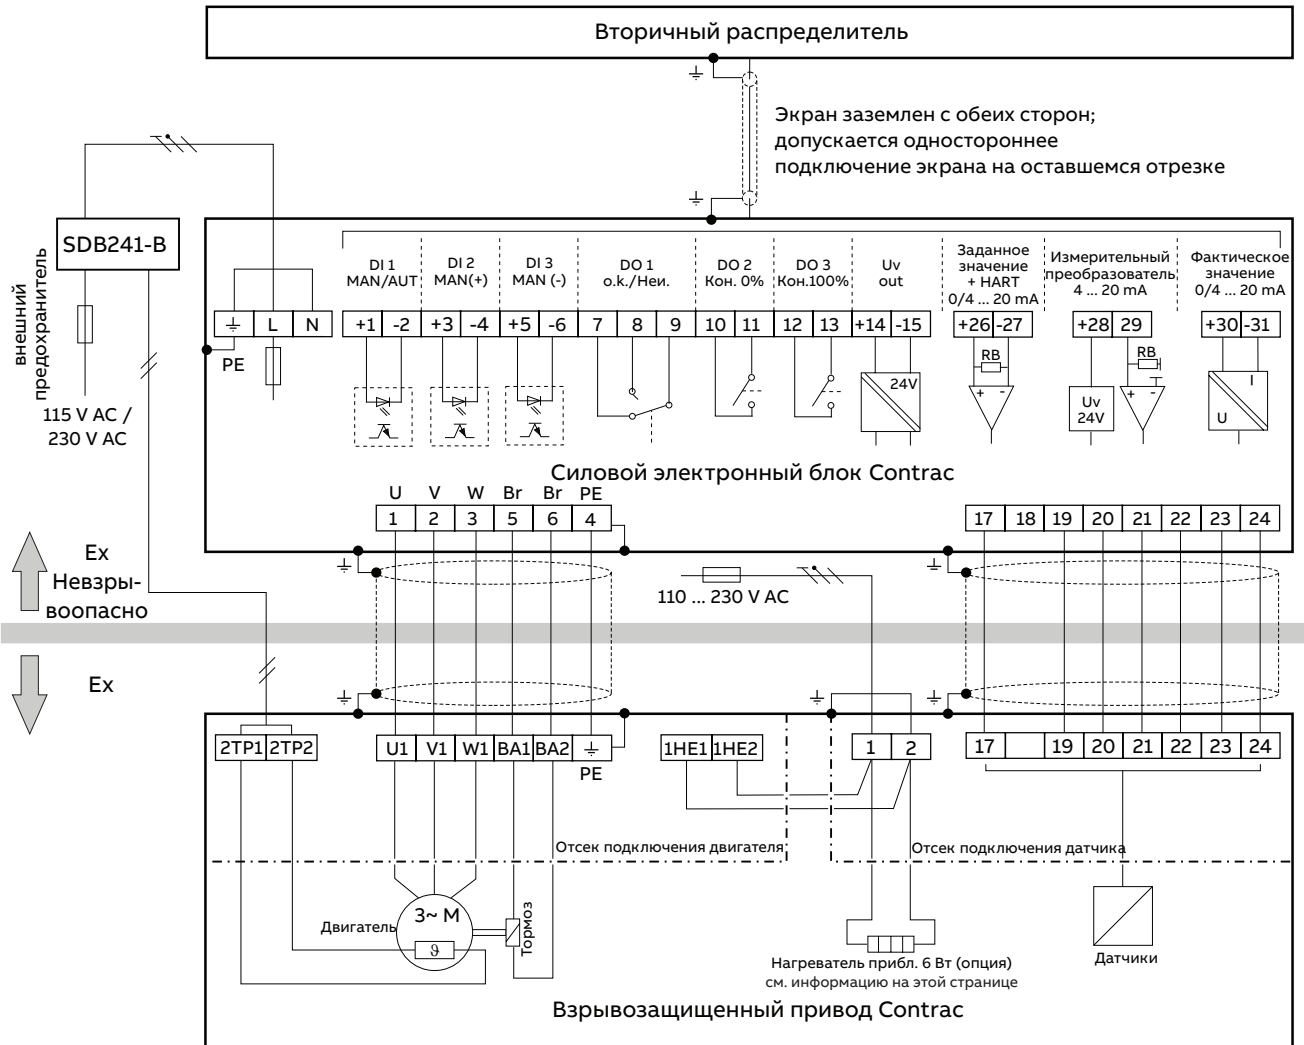 Вторичный распределитель
Экран заземлен с обеих сторон;
допускается одностороннее
подключение экрана на оставшемся отрезке
SDB241-B
внешний
предохранитель
115 V AC /
230 V AC
DI 1
MAN/AUT
DI 2
MAN(+)
DI 3
MAN (-)
DO 1
o.k./Неи.
DO 2
Кон. 0%
DO 3
Кон.100%
Uv
out
Заданное
значение
+ HART
0/4 ... 20 mA
Измерительный
преобразователь
4 ... 20 mA
Фактическое
значение
0/4 ... 20 mA
L N +1 -2 +3 -4 +5 -6 7 8 9 10 11 12 13 +14 -15 +26 -27 +28 29 +30 -31
PE
RB
+ -
24V
Uv
24V
RB
+ -
I
U
Силовой электронный блок Contrac
U V W Br Br PE
1 2 3 5 6 4
17 18 19 20 21 22 23 24
Ex
Невзры-
воопасно
110 ... 230 V AC
Ex
2TP1 2TP2 U1 V1 W1 BA1 BA2 1HE1 1HE2 1 2 17 19 20 21 22 23 24
PE
Отсек подключения двигателя
Отсек подключения датчика
3~ M
Двигатель
ϑ
Тормоз
Нагреватель прибл. 6 Вт (опция)
см. информацию на этой странице
Датчики
Взрывозащищенный привод Contrac